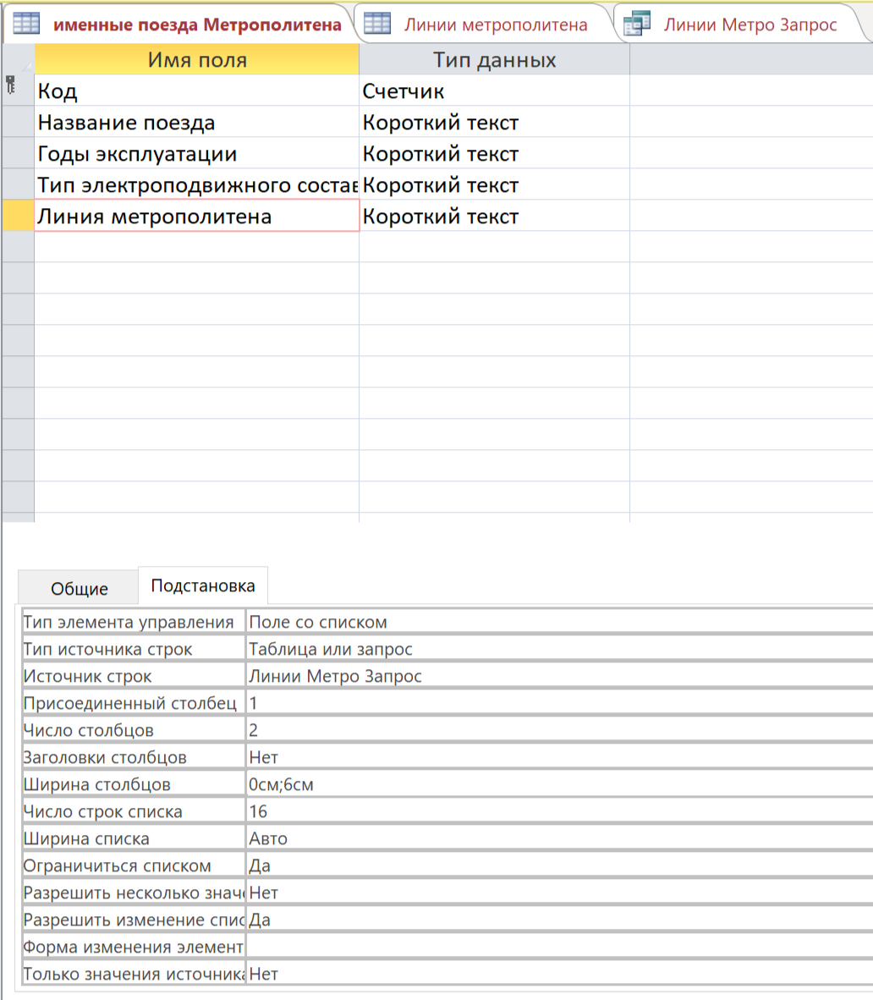 именные поезда Метрополитена Линии метрополитена Линии Метро Запрос
Имя поля Тип данных
Код Счетчик
Название поезда Короткий текст
Годы эксплуатации Короткий текст
Тип электроподвижного состав Короткий текст
Линия метрополитена Короткий текст
Общие Подстановка
Тип элемента управления Поле со списком
Тип источника строк Таблица или запрос
Источник строк Линии Метро Запрос
Присоединенный столбец 1
Число столбцов 2
Заголовки столбцов Нет
Ширина столбцов 0см;6см
Число строк списка 16
Ширина списка Авто
Ограничиться списком Да
Разрешить несколько значе Нет
Разрешить изменение спис Да
Форма изменения элемент
Только значения источника Нет